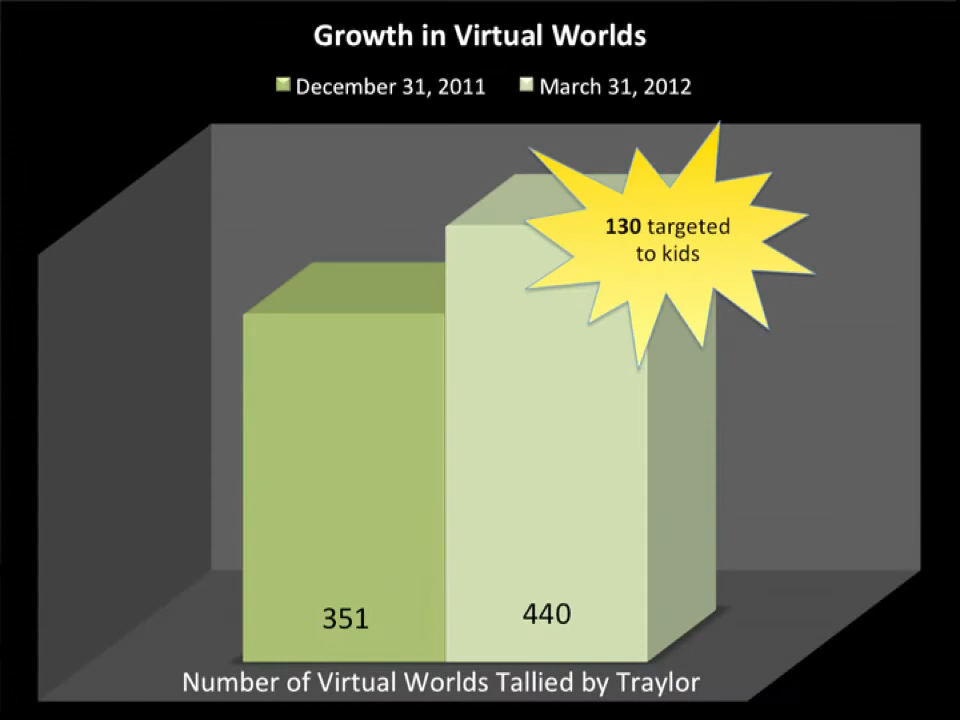 Growth in Virtual Worlds
December 31, 2011 March 31, 2012
130 targeted
to kids
351 440
Number of Virtual Worlds Tallied by Traylor